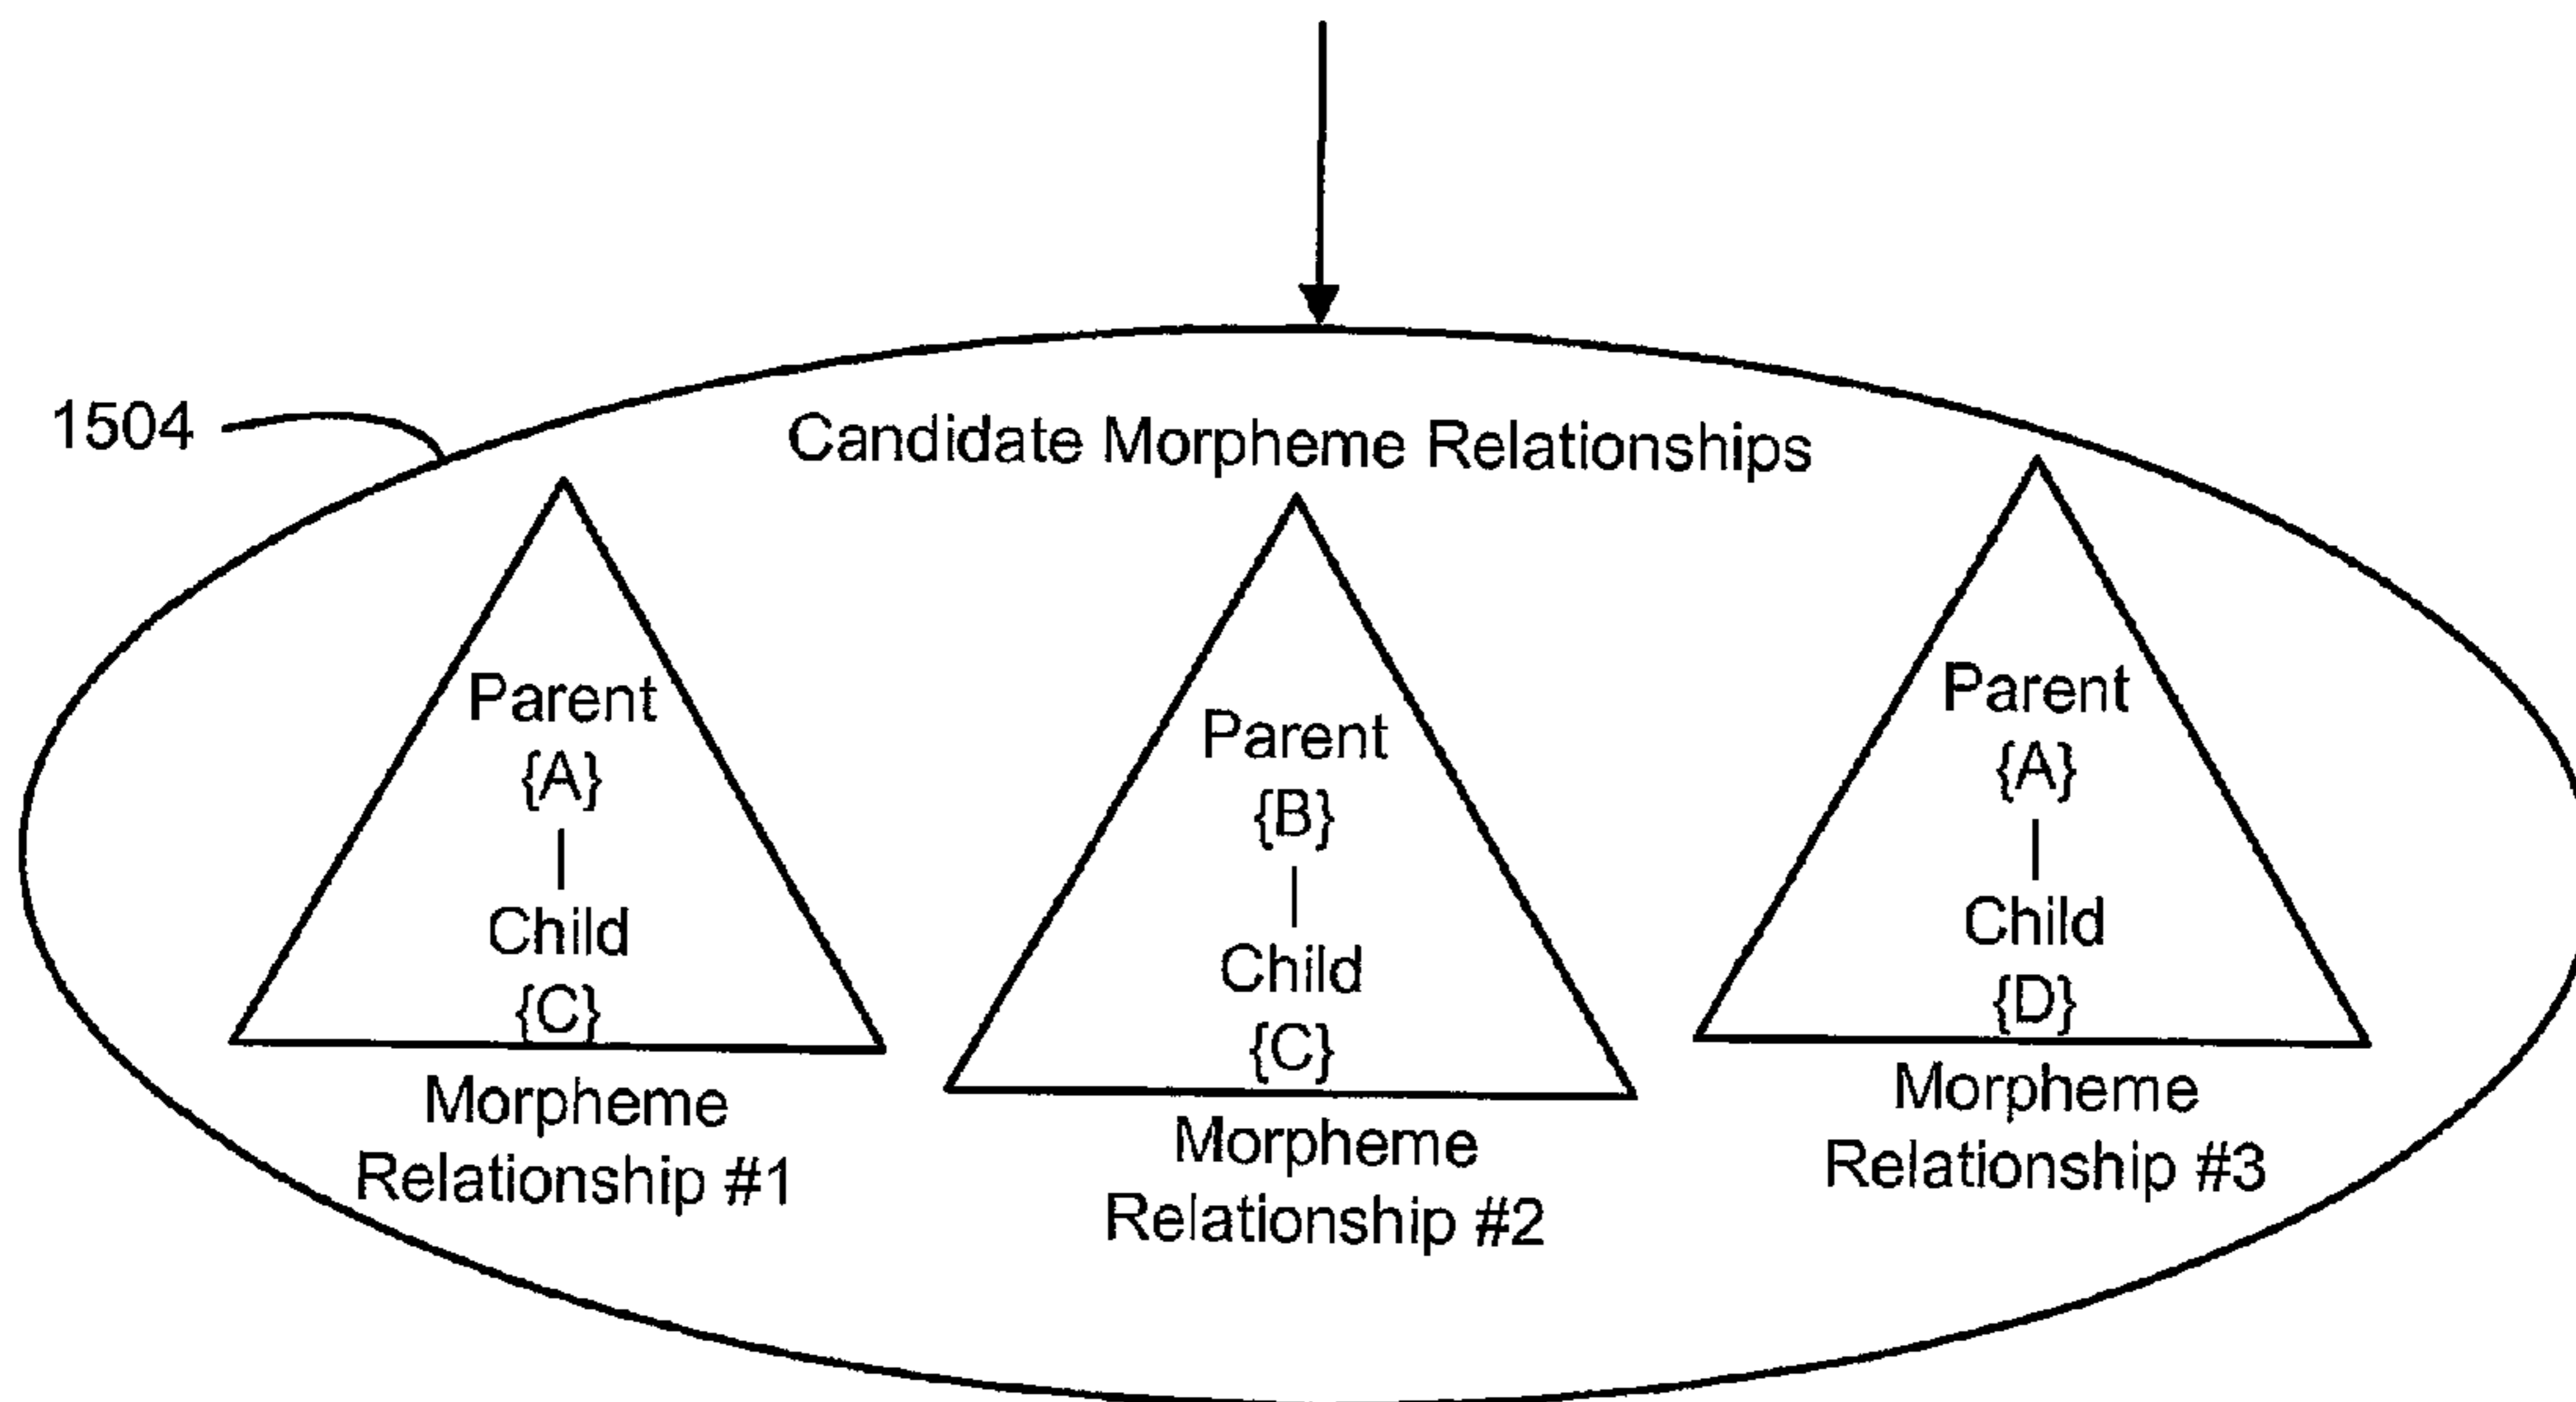 1504
Candidate Morpheme Relationships
Parent
{A}
|
Child
{C}
Morpheme
Relationship #1
Parent
{B}
|
Child
{C}
Morpheme
Relationship #2
Parent
{A}
|
Child
{D}
Morpheme
Relationship #3